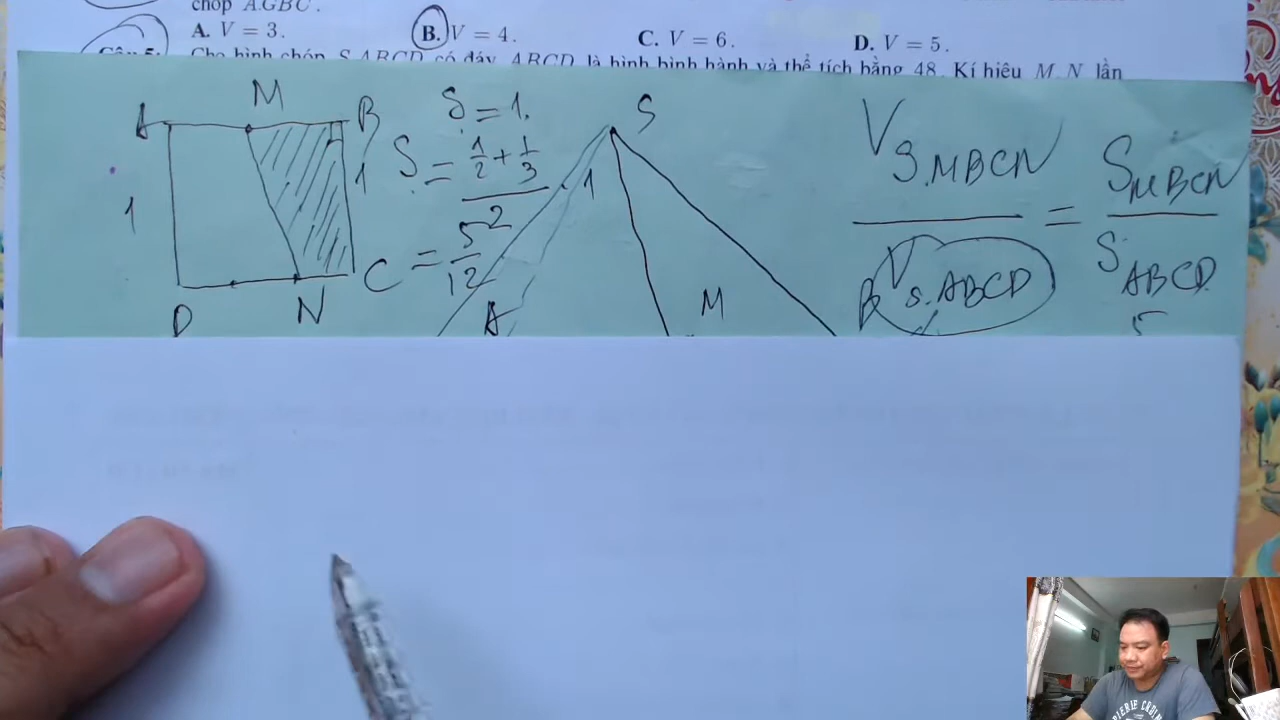 chóp A.GBC.
A. V = 3. B. V = 4. C. V = 6. D. V = 5.
Câu 5: Cho hình chóp S.ABCD có đáy ABCD là hình bình hành và thể tích bằng 48. Kí hiệu M, N lần
A M B
1 1
D N C
S = 1.
S = (1/2 + 1/3) / 2
= 5/12
S
1
A M B
V S.MBCN / V S.ABCD = S MBCN / S ABCD
5